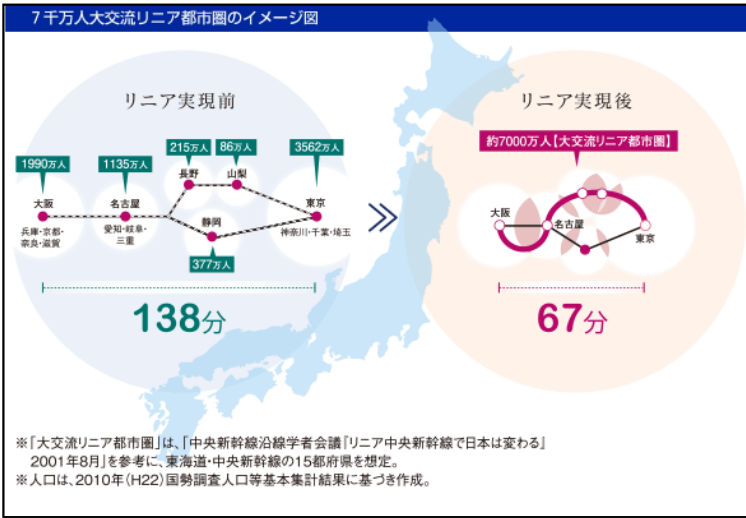 7千万人大交流リニア都市圏のイメージ図
リニア実現前
1990万人
1135万人
215万人
86万人
3562万人
長野
山梨
大阪
名古屋
東京
兵庫・京都・
奈良・滋賀
愛知・岐阜・
三重
静岡
神奈川・千葉・埼玉
377万人
138分
リニア実現後
約7000万人【大交流リニア都市圏】
大阪
名古屋
東京
67分
※「大交流リニア都市圏」は、「中央新幹線沿線学者会議『リニア中央新幹線で日本は変わる』
2001年8月」を参考に、東海道・中央新幹線の15都府県を想定。
※人口は、2010年(H22)国勢調査人口等基本集計結果に基づき作成。